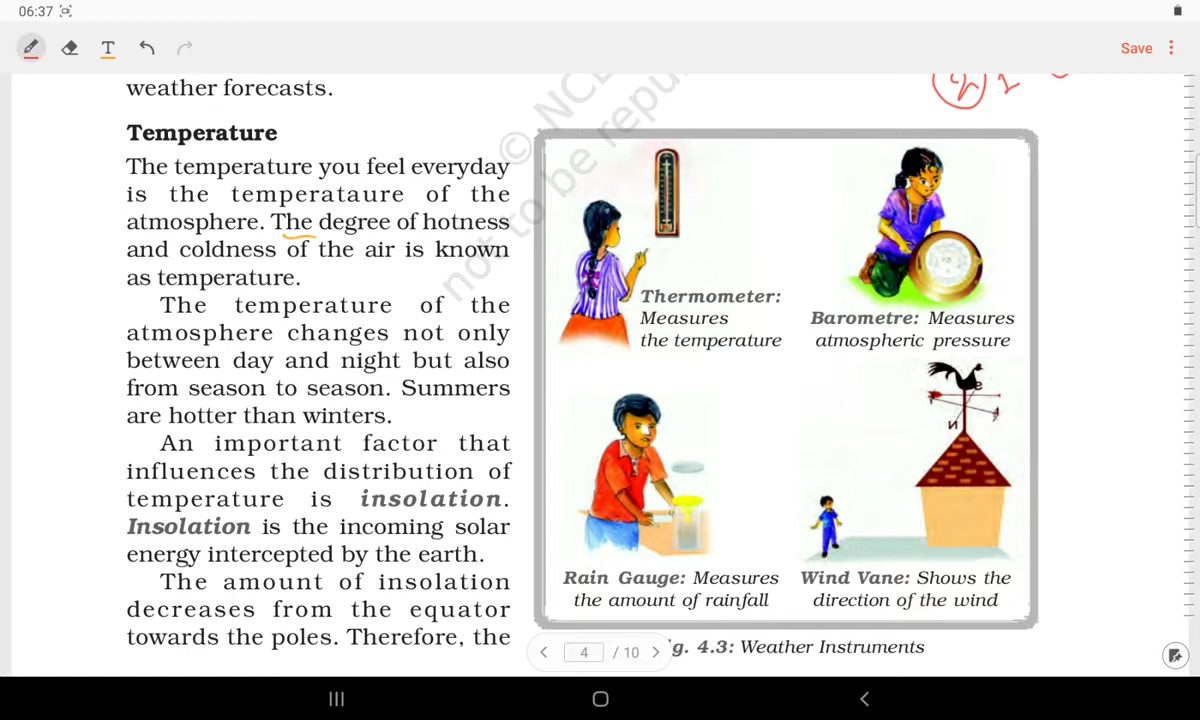 06:37
T
Save
weather forecasts.
Temperature
The temperature you feel everyday
is the temperataure of the
atmosphere. The degree of hotness
and coldness of the air is known
as temperature.
The temperature of the
atmosphere changes not only
between day and night but also
from season to season. Summers
are hotter than winters.
An important factor that
influences the distribution of
temperature is insolation.
Insolation is the incoming solar
energy intercepted by the earth.
The amount of insolation
decreases from the equator
towards the poles. Therefore, the
© NC
not to be repu
Thermometer:
Measures
the temperature
Barometre: Measures
atmospheric pressure
Rain Gauge: Measures
the amount of rainfall
Wind Vane: Shows the
direction of the wind
4 / 10
g. 4.3: Weather Instruments